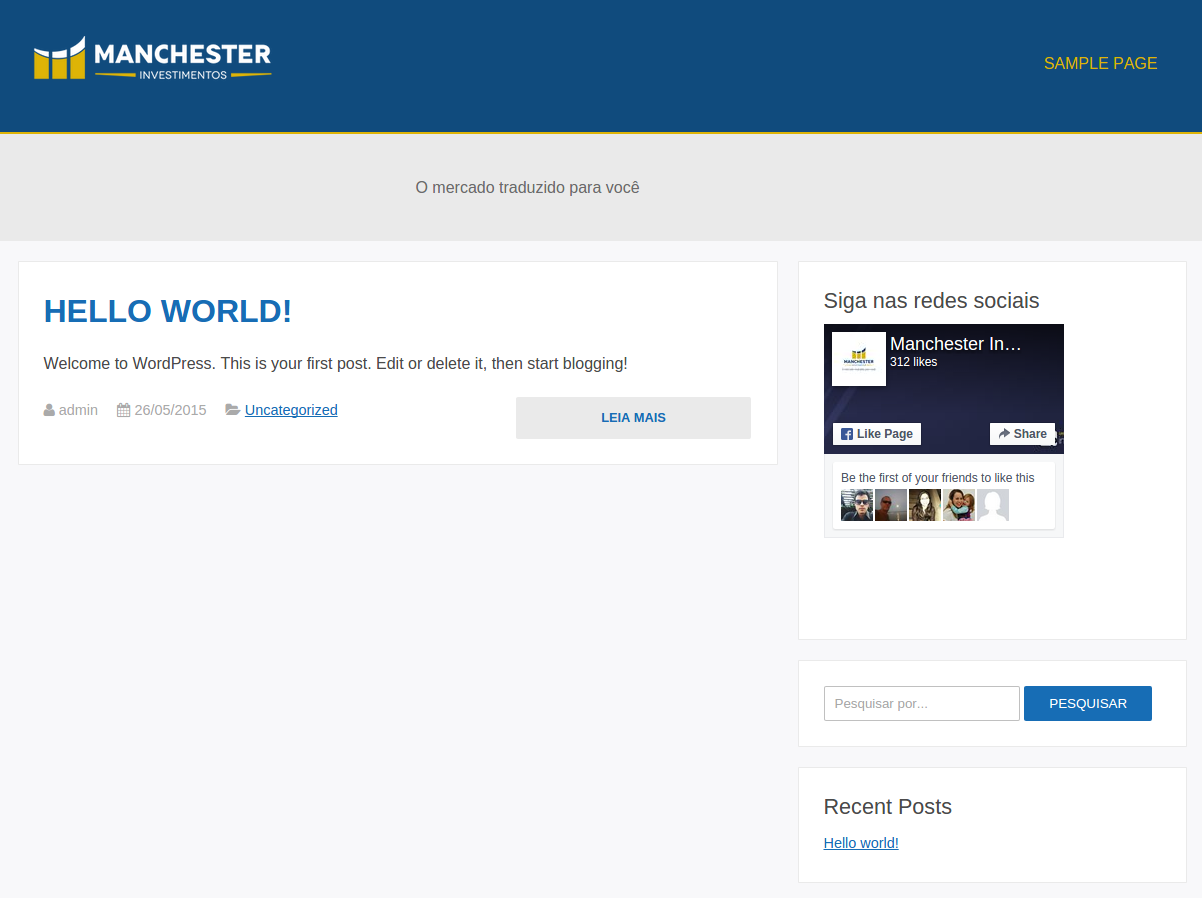 MANCHESTER
INVESTIMENTOS
SAMPLE PAGE
O mercado traduzido para você
HELLO WORLD!
Welcome to WordPress. This is your first post. Edit or delete it, then start blogging!
admin 26/05/2015 Uncategorized
LEIA MAIS
Siga nas redes sociais
MANCHESTER
Manchester In…
312 likes
Like Page
Share
Be the first of your friends to like this
Pesquisar por...
PESQUISAR
Recent Posts
Hello world!